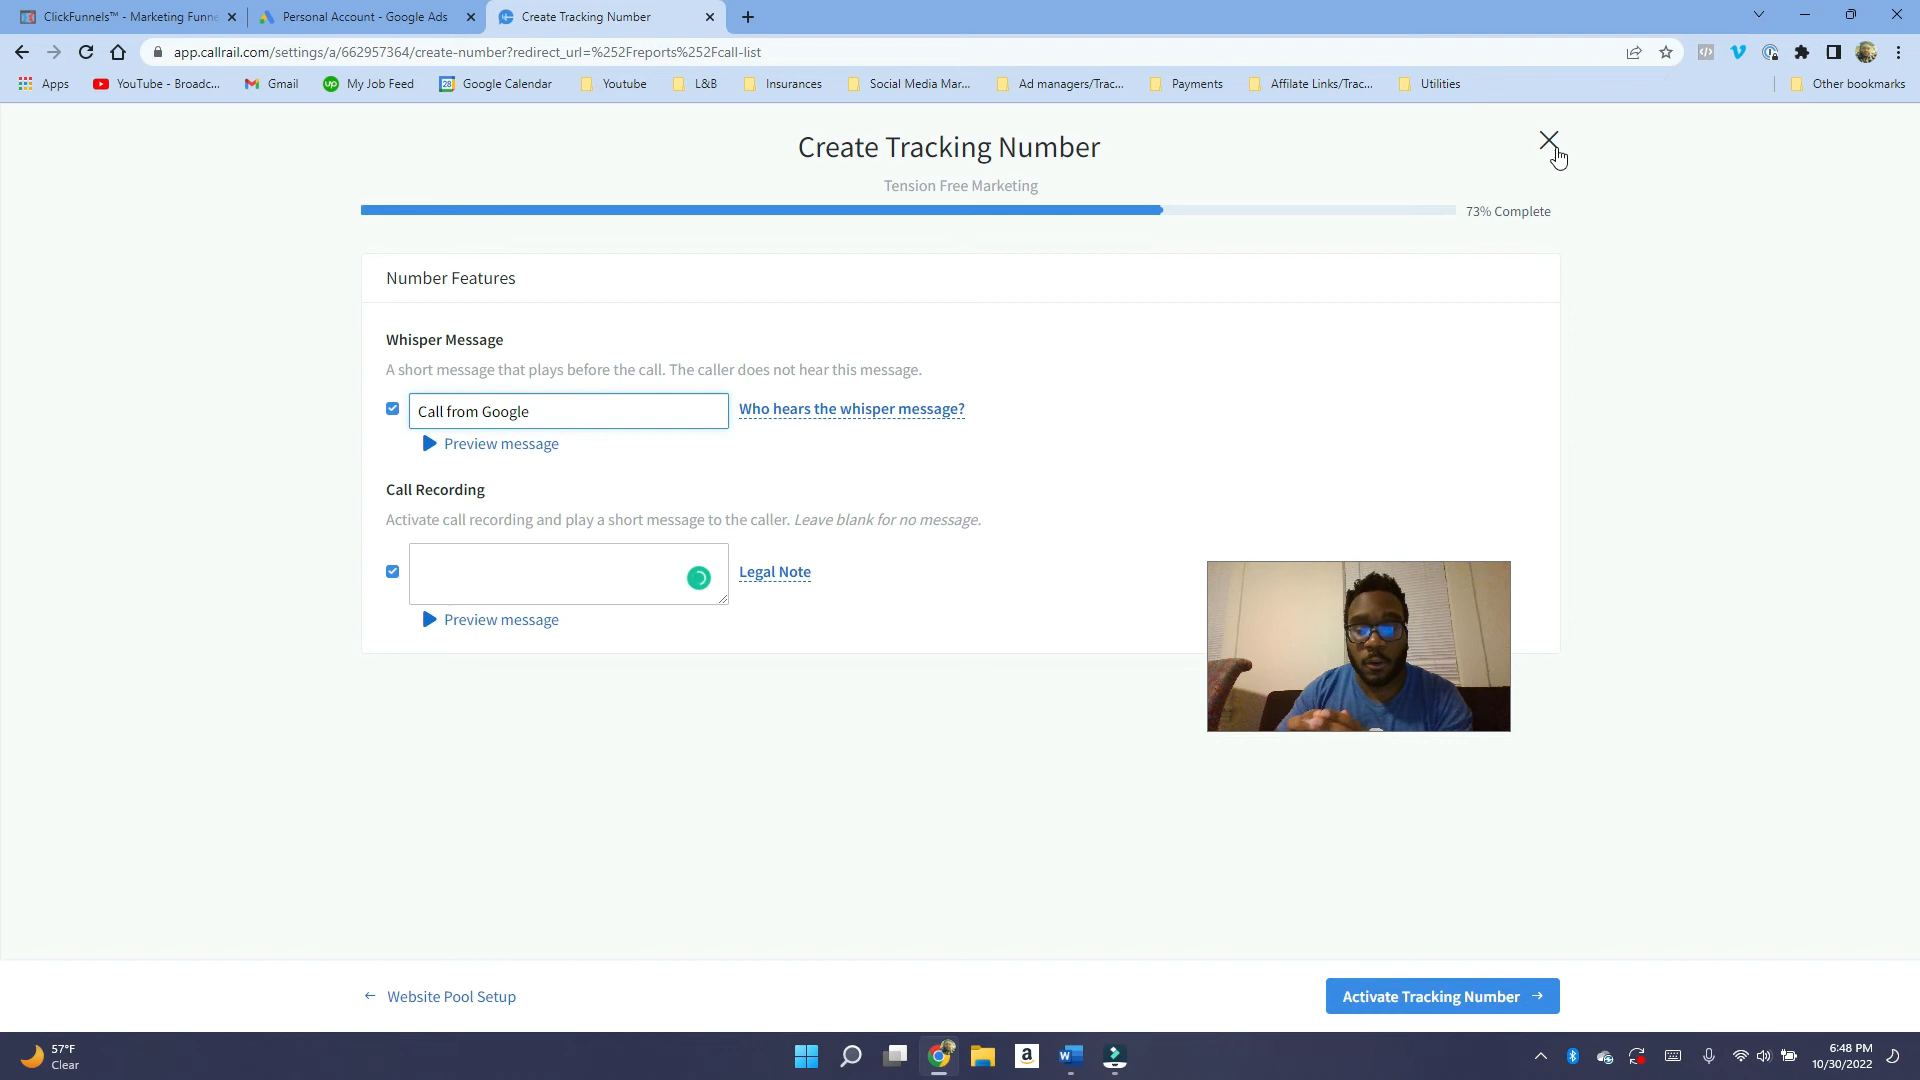 ClickFunnels™ - Marketing Funne
Personal Account - Google Ads
Create Tracking Number
app.callrail.com/settings/a/662957364/create-number?redirect_url=%252Freports%252Fcall-list
Apps
YouTube - Broadc...
Gmail
up
My Job Feed
28
Google Calendar
Youtube
L&B
Insurances
Social Media Mar...
Ad managers/Trac...
Payments
Affilate Links/Trac...
Utilities
Other bookmarks
Create Tracking Number
Tension Free Marketing
73% Complete
Number Features
Whisper Message
A short message that plays before the call. The caller does not hear this message.
Call from Google
Who hears the whisper message?
Preview message
Call Recording
Activate call recording and play a short message to the caller. Leave blank for no message.
Legal Note
Preview message
Website Pool Setup
Activate Tracking Number
57°F
Clear
6:48 PM
10/30/2022